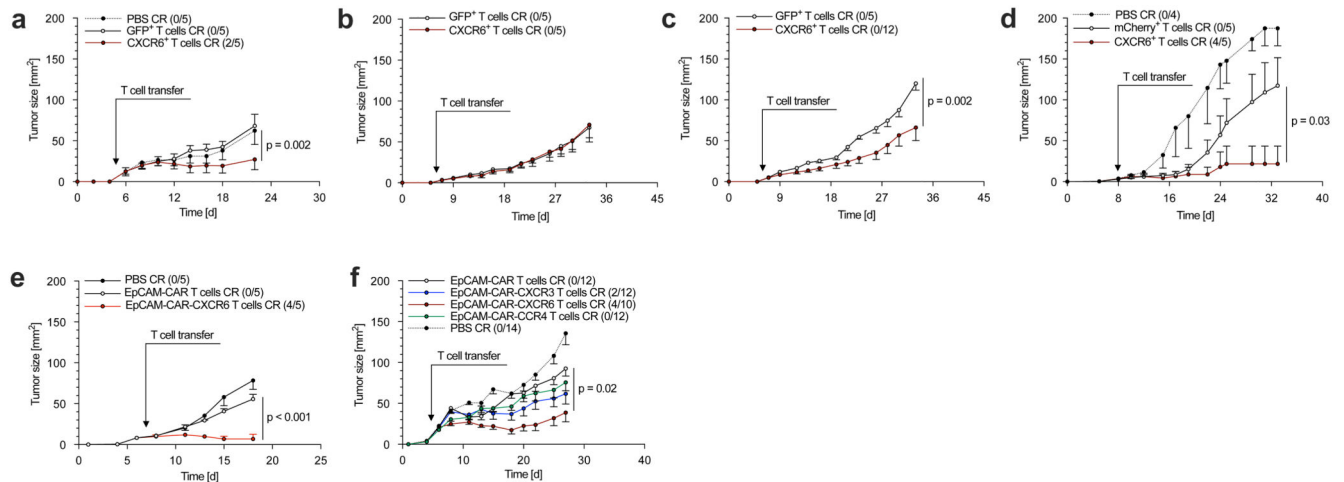 a
PBS CR (0/5)
GFP⁺ T cells CR (0/5)
CXCR6⁺ T cells CR (2/5)
200
150
100
50
0
Tumor size [mm²]
T cell transfer
p = 0.002
0 6 12 18 24 30
Time [d]
b
GFP⁺ T cells CR (0/5)
CXCR6⁺ T cells CR (0/5)
200
150
100
50
0
Tumor size [mm²]
T cell transfer
0 9 18 27 36 45
Time [d]
c
GFP⁺ T cells CR (0/5)
CXCR6⁺ T cells CR (0/12)
200
150
100
50
0
Tumor size [mm²]
T cell transfer
p = 0.002
0 9 18 27 36 45
Time [d]
d
PBS CR (0/4)
mCherry⁺ T cells CR (0/5)
CXCR6⁺ T cells CR (4/5)
200
150
100
50
0
Tumor size [mm²]
T cell transfer
p = 0.03
0 8 16 24 32 40
Time [d]
e
PBS CR (0/5)
EpCAM-CAR T cells CR (0/5)
EpCAM-CAR-CXCR6 T cells CR (4/5)
200
150
100
50
0
Tumor size [mm²]
T cell transfer
p < 0.001
0 5 10 15 20 25
Time [d]
f
EpCAM-CAR T cells CR (0/12)
EpCAM-CAR-CXCR3 T cells CR (2/12)
EpCAM-CAR-CXCR6 T cells CR (4/10)
EpCAM-CAR-CCR4 T cells CR (0/12)
PBS CR (0/14)
200
150
100
50
0
Tumor size [mm²]
T cell transfer
p = 0.02
0 10 20 30 40
Time [d]